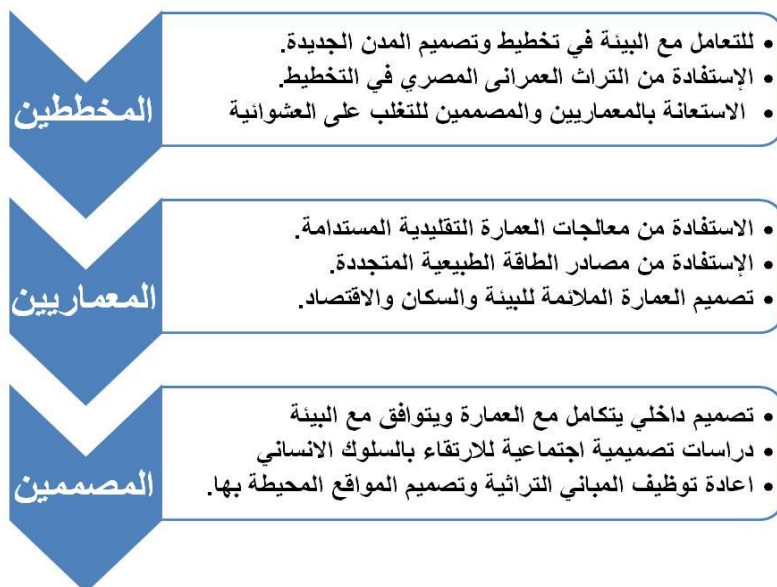 المخططين
• للتعامل مع البيئة في تخطيط وتصميم المدن الجديدة.
• الإستفادة من التراث العمرانى المصري في التخطيط.
• الاستعانة بالمعماريين والمصممين للتغلب على العشوائية
المعماريين
• الاستفادة من معالجات العمارة التقليدية المستدامة.
• الإستفادة من مصادر الطاقة الطبيعية المتجددة.
• تصميم العمارة الملائمة للبيئة والسكان والاقتصاد.
المصممين
• تصميم داخلي يتكامل مع العمارة ويتوافق مع البيئة
• دراسات تصميمية اجتماعية للارتقاء بالسلوك الانساني
• اعادة توظيف المباني التراثية وتصميم المواقع المحيطة بها.